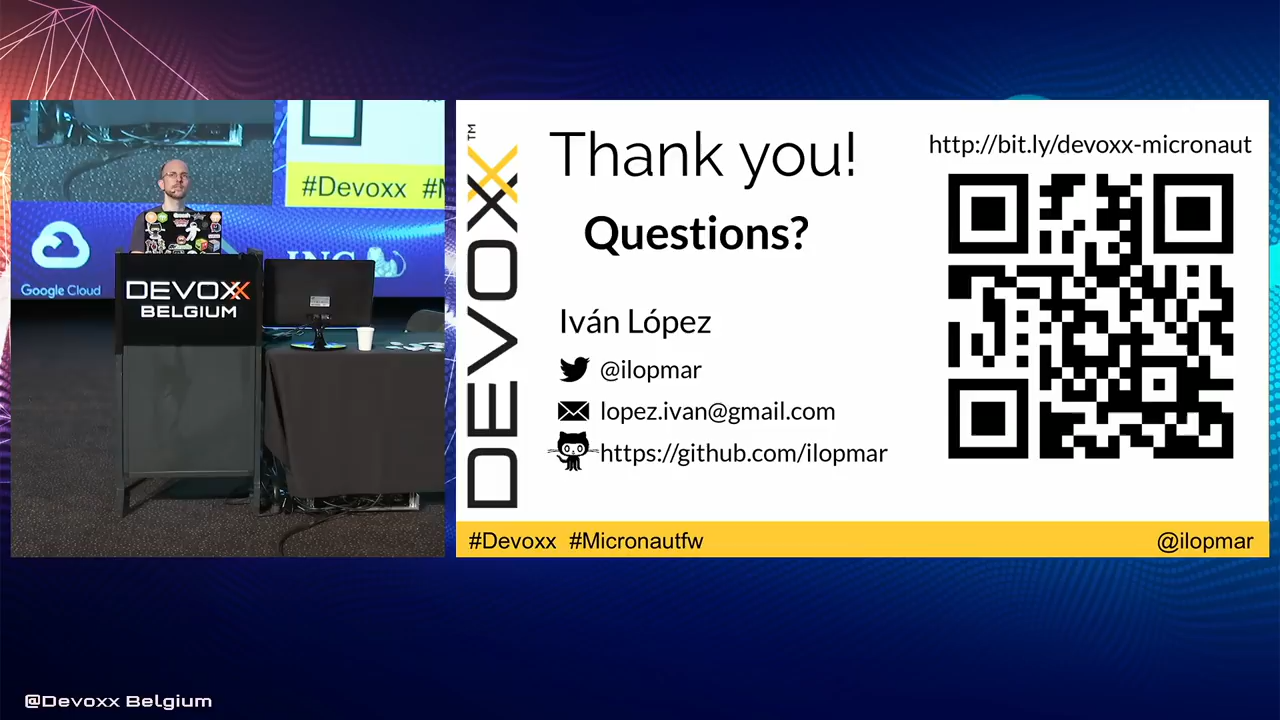 #Devoxx #M
Google Cloud
ING
DEVOXX
BELGIUM
DEVOXX™
Thank you!
Questions?
Iván López
@ilopmar
lopez.ivan@gmail.com
https://github.com/ilopmar
http://bit.ly/devoxx-micronaut
#Devoxx #Micronautfw
@ilopmar
@Devoxx Belgium